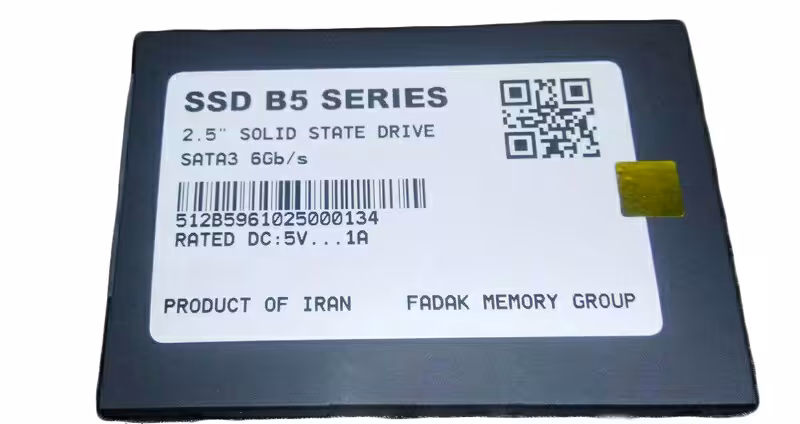 SSD B5 SERIES
2.5" SOLID STATE DRIVE
SATA3 6Gb/s
512B5961025000134
RATED DC:5V...1A
PRODUCT OF IRAN FADAK MEMORY GROUP